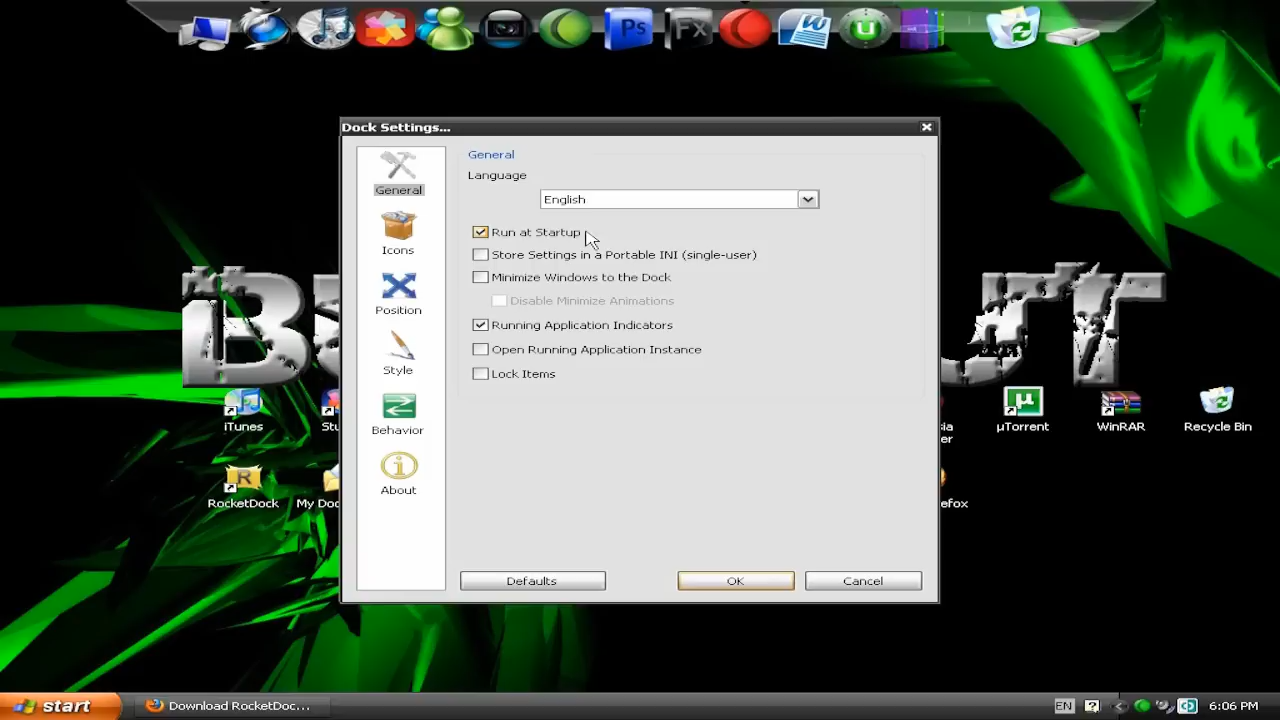 Ps
Fx
W
Dock Settings...
General
General
Language
English
Run at Startup
Store Settings in a Portable INI (single-user)
Minimize Windows to the Dock
Disable Minimize Animations
Running Application Indicators
Open Running Application Instance
Lock Items
Icons
Position
Style
Behavior
About
Defaults
OK
Cancel
iTunes
RocketDock
µTorrent
WinRAR
Recycle Bin
start
Download RocketDoc...
EN
6:06 PM